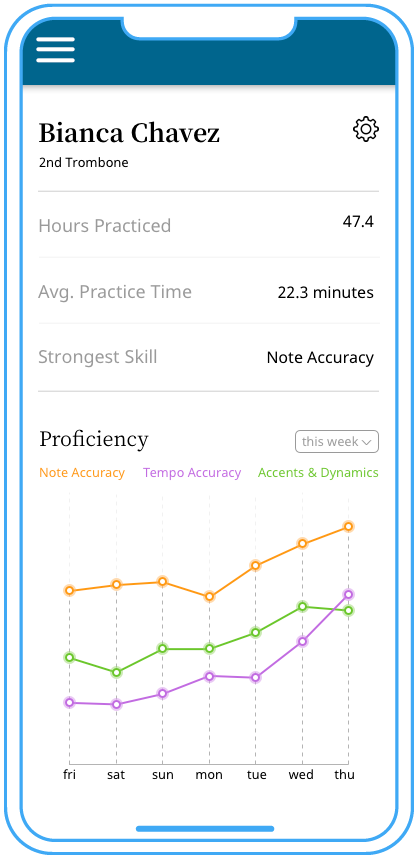 Bianca Chavez
2nd Trombone
Hours Practiced 47.4
Avg. Practice Time 22.3 minutes
Strongest Skill Note Accuracy
Proficiency this week
Note Accuracy Tempo Accuracy Accents & Dynamics
fri sat sun mon tue wed thu